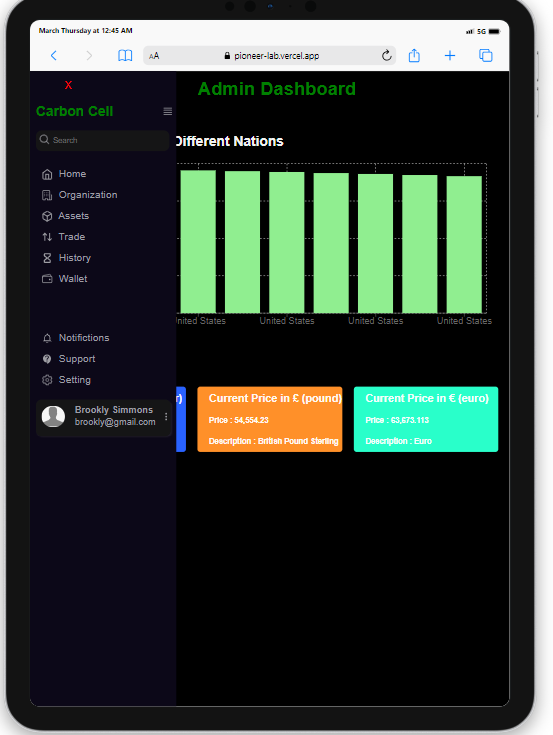 March Thursday at 12:45 AM
5G
AA
pioneer-lab.vercel.app
X
Admin Dashboard
Carbon Cell
Search
Different Nations
Home
Organization
Assets
Trade
History
Wallet
United States
United States
United States
United States
Notifictions
Support
Setting
Brookly Simmons
brookly@gmail.com
r)
Current Price in £ (pound)
Price : 54,554.23
Description : British Pound Sterling
Current Price in € (euro)
Price : 63,675.113
Description : Euro